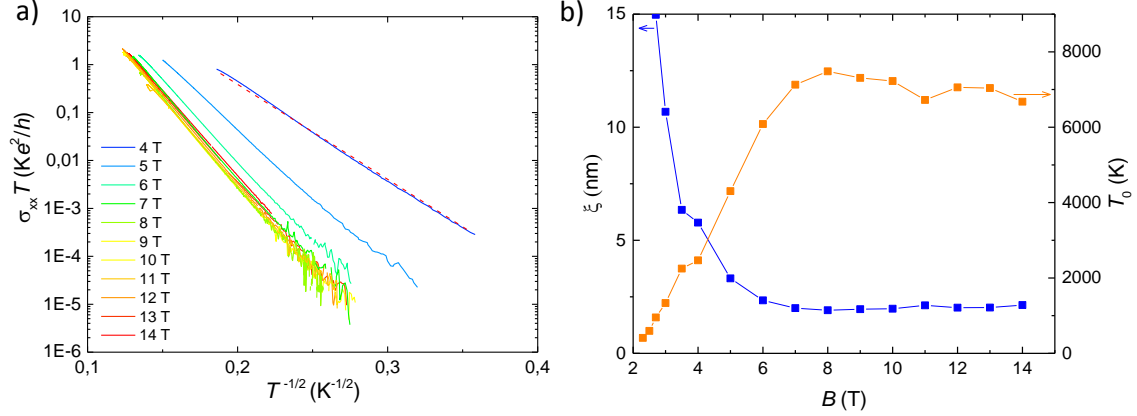 a)
σxx T (Ke²/h)
10
1
0,1
0,01
1E-3
1E-4
1E-5
1E-6
4 T
5 T
6 T
7 T
8 T
9 T
10 T
11 T
12 T
13 T
14 T
0,1 0,2 0,3 0,4
T -1/2 (K-1/2)
b)
ξ (nm)
15
10
5
0
8000
6000
4000
2000
0
T0 (K)
2 4 6 8 10 12 14
B (T)